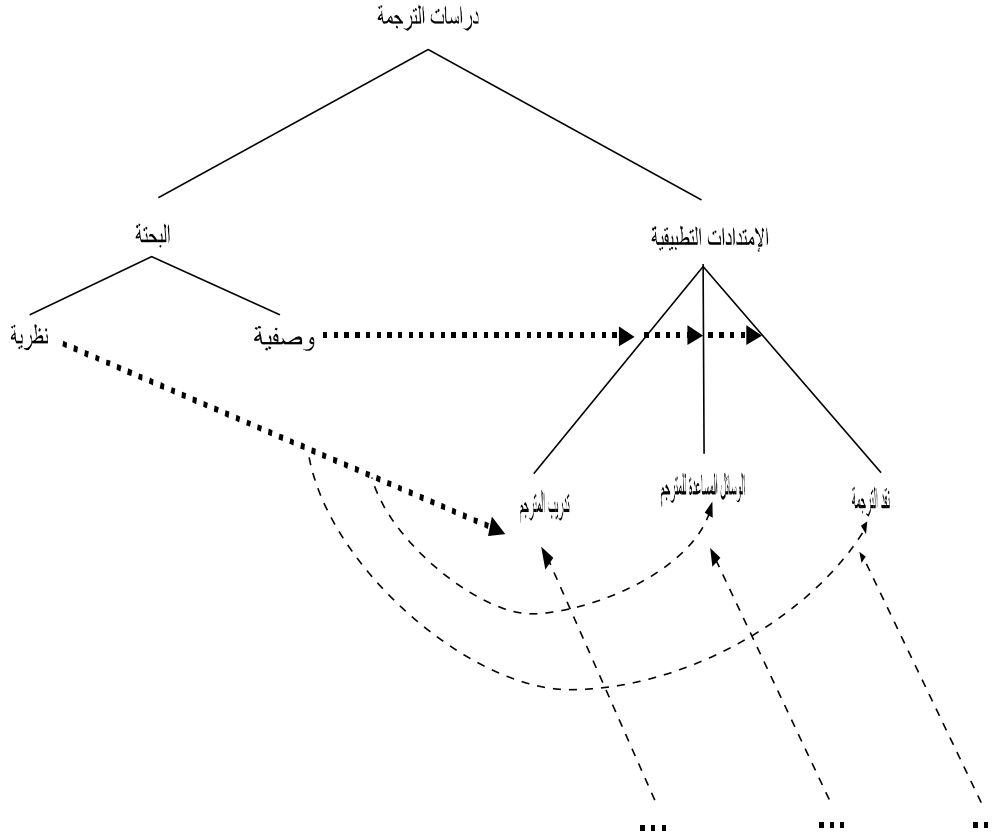 دراسات الترجمة
الإمتدادات التطبيقية
البحتة
وصفية
نظرية
نقد الترجمة
الوسائل المساعدة للمترجم
تدريب المترجم
...
...
..